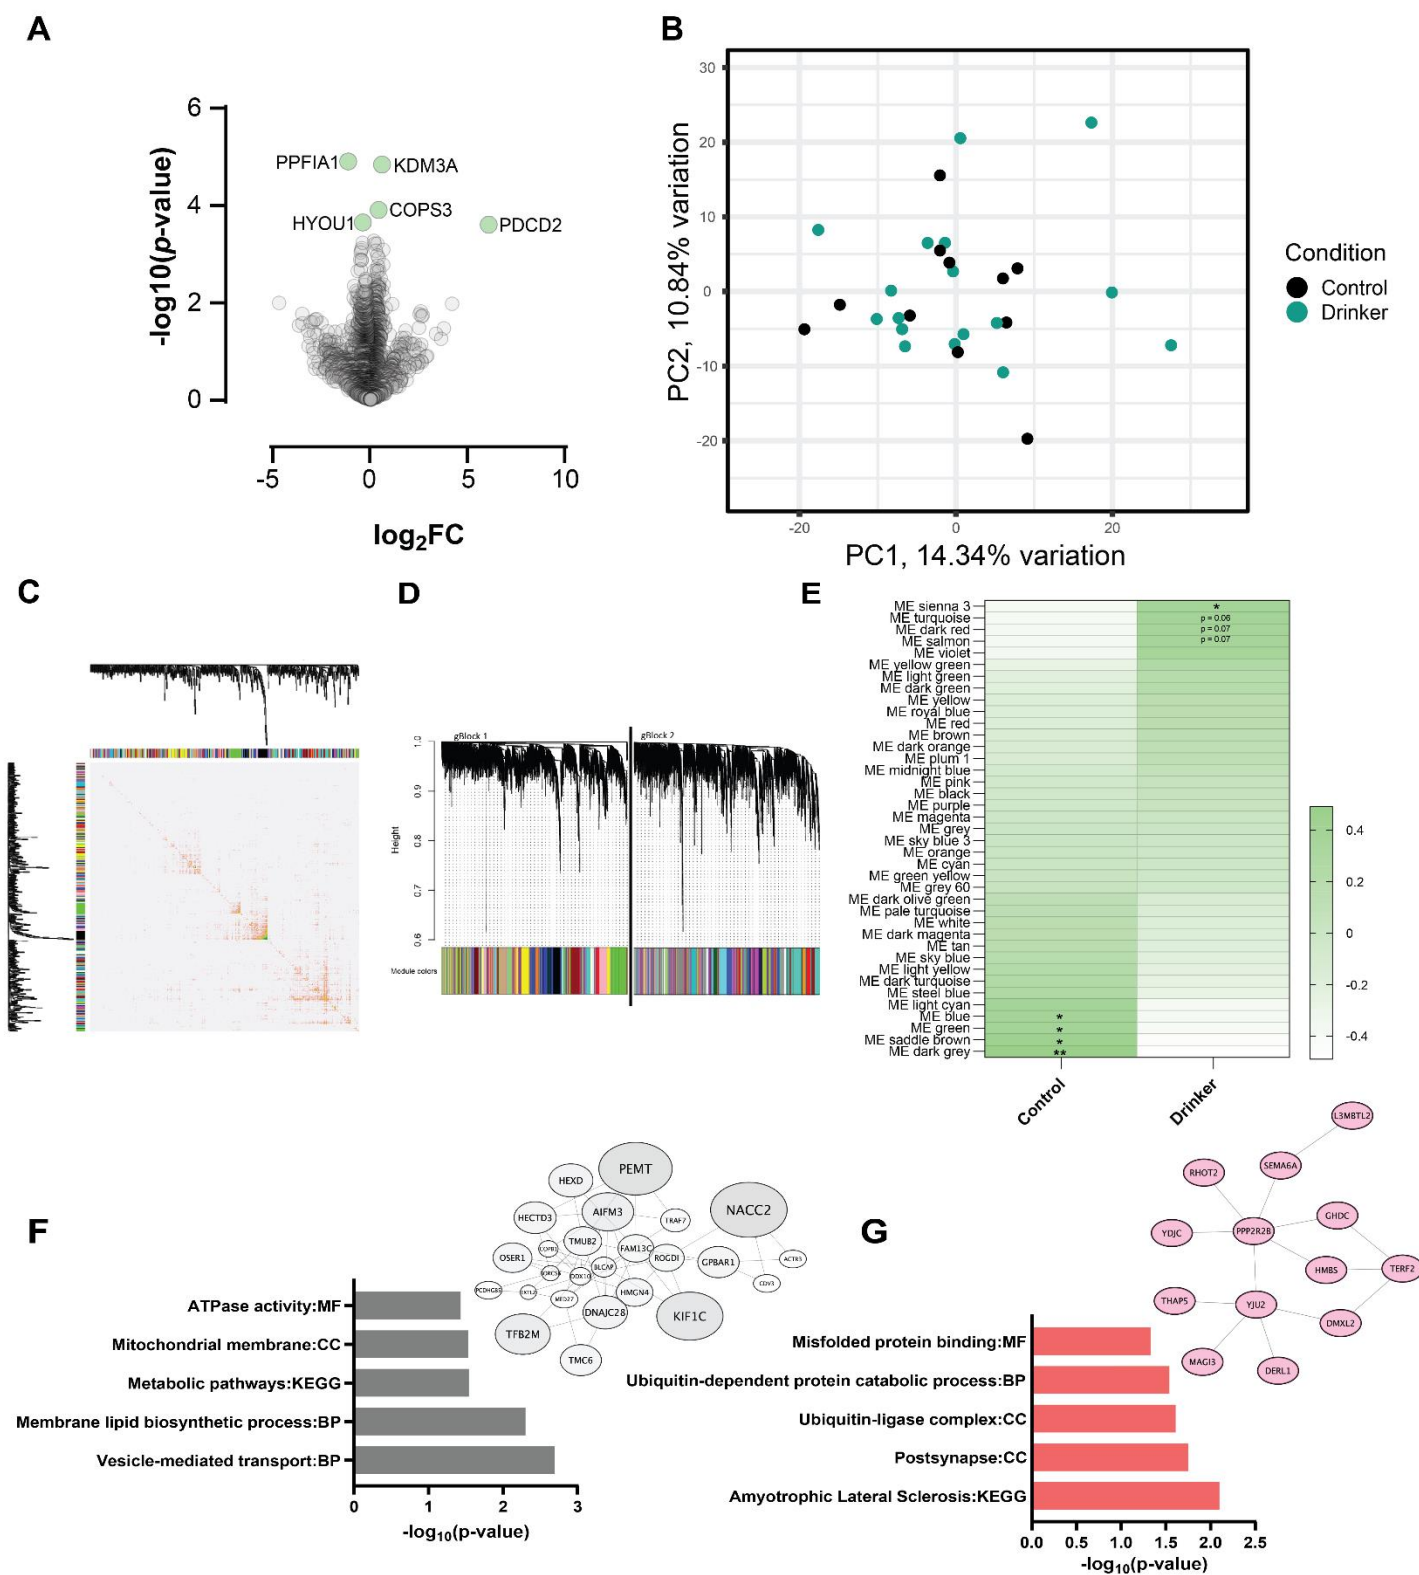 A
6
4
2
0
-log10(p-value)
PPFIA1
KDM3A
COPS3
HYOU1
PDCD2
-5
0
5
10
log2FC
B
30
20
10
0
-10
-20
PC2, 10.84% variation
-20
0
20
PC1, 14.34% variation
Condition
Control
Drinker
C
D
gBlock 1
gBlock 2
Height
1.0
0.9
0.8
0.7
0.6
Module colors
E
ME sienna 3
ME turquoise
ME dark red
ME salmon
ME violet
ME yellow green
ME light green
ME dark green
ME yellow
ME royal blue
ME red
ME brown
ME dark orange
ME plum 1
ME midnight blue
ME pink
ME black
ME purple
ME magenta
ME grey
ME sky blue 3
ME orange
ME cyan
ME green yellow
ME grey 60
ME dark olive green
ME pale turquoise
ME white
ME dark magenta
ME tan
ME sky blue
ME light yellow
ME dark turquoise
ME steel blue
ME light cyan
ME blue
ME green
ME saddle brown
ME dark grey
*
p = 0.06
p = 0.07
p = 0.07
*
*
*
**
Control
Drinker
0.4
0.2
0
-0.2
-0.4
F
PEMT
HEXD
NACC2
AIFM3
HECTD3
TRAF7
TMUB2
FAM13C
COPB1
OSER1
ROGDI
GPBAR1
ACTR3
BLCAP
DDX10
CDV3
HMGN4
MED27
DNAJC28
KIF1C
TFB2M
TMC6
ATPase activity:MF
Mitochondrial membrane:CC
Metabolic pathways:KEGG
Membrane lipid biosynthetic process:BP
Vesicle-mediated transport:BP
0
1
2
3
-log10(p-value)
G
L3MBTL2
SEMA6A
RHOT2
GHDC
PPP2R2B
YDJC
HMBS
TERF2
THAP5
YJU2
DMXL2
MAGI3
DERL1
Misfolded protein binding:MF
Ubiquitin-dependent protein catabolic process:BP
Ubiquitin-ligase complex:CC
Postsynapse:CC
Amyotrophic Lateral Sclerosis:KEGG
0.0
0.5
1.0
1.5
2.0
2.5
-log10(p-value)